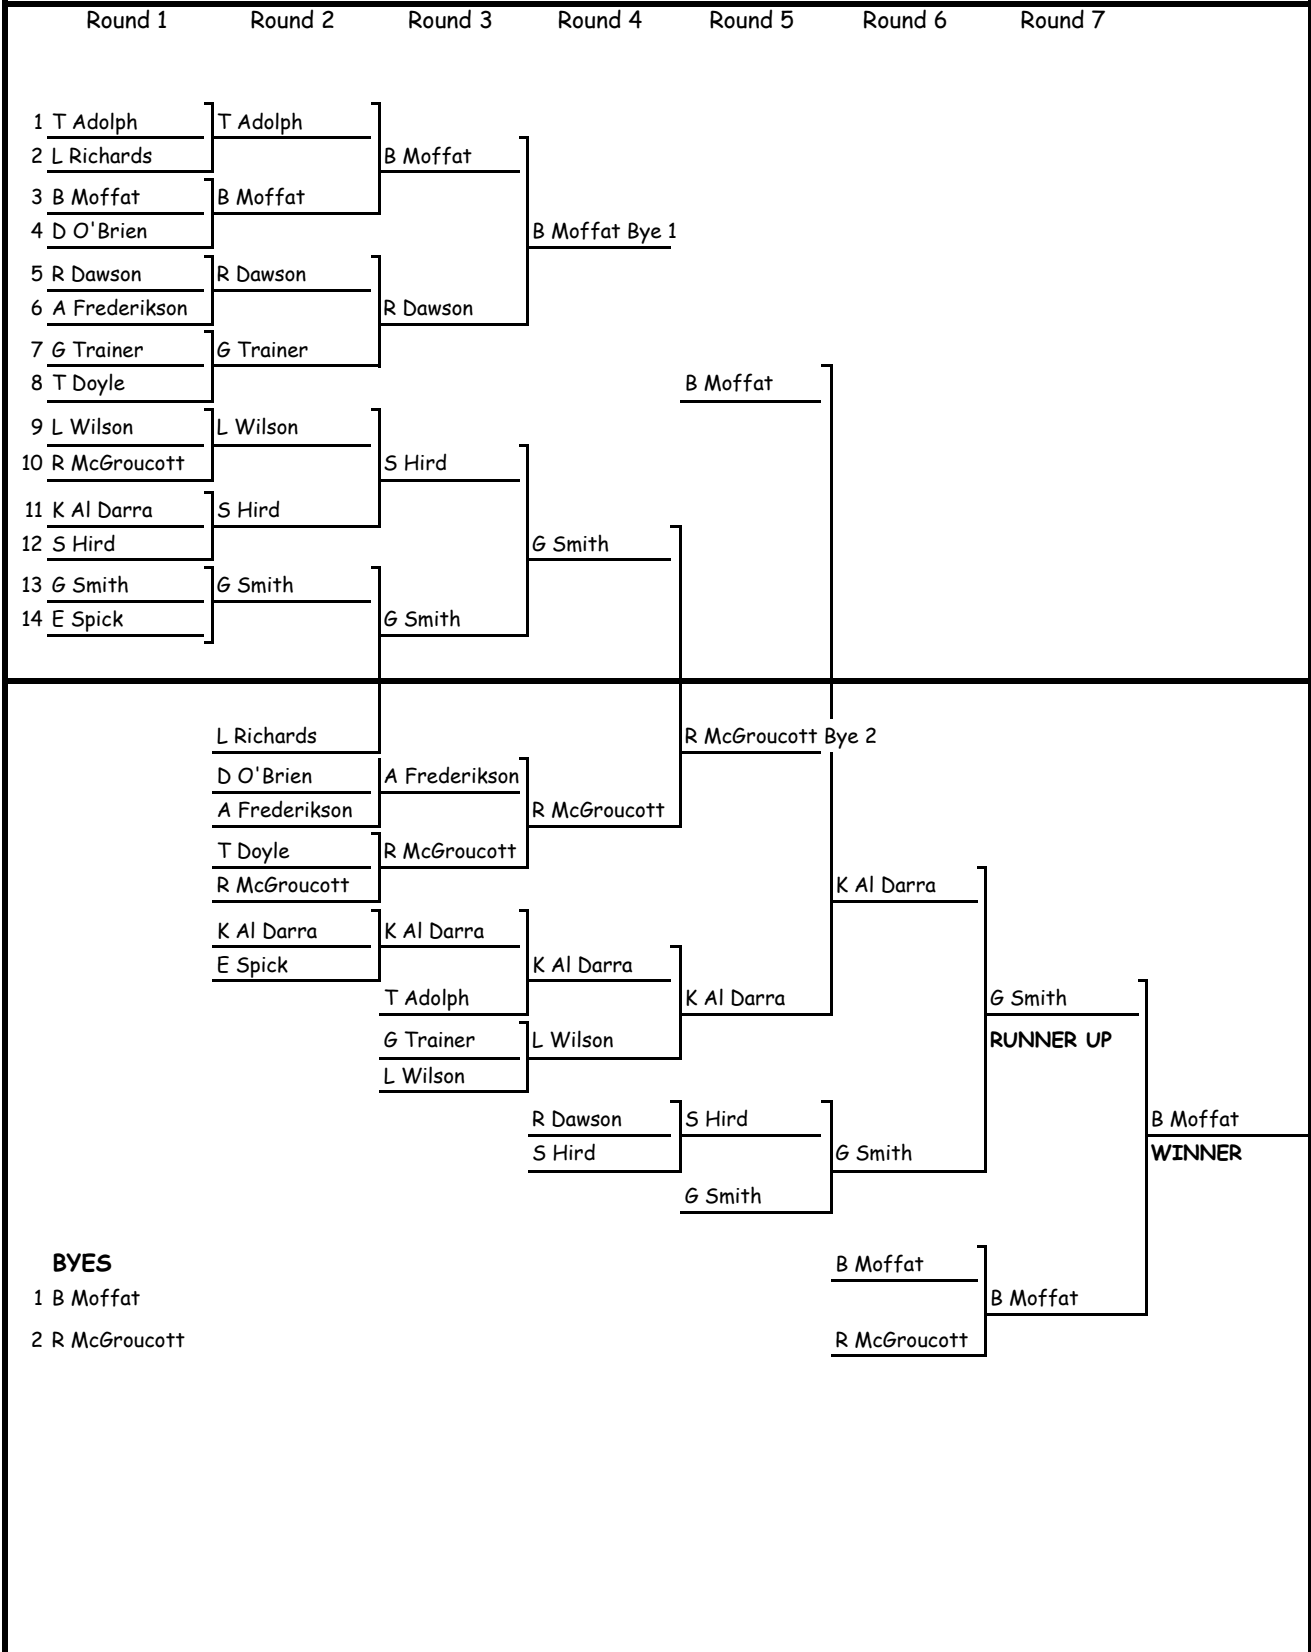 Round 1 Round 2 Round 3 Round 4 Round 5 Round 6 Round 7
1 T Adolph T Adolph
2 L Richards B Moffat
3 B Moffat B Moffat
4 D O'Brien B Moffat Bye 1
5 R Dawson R Dawson
6 A Frederikson R Dawson
7 G Trainer G Trainer
8 T Doyle B Moffat
9 L Wilson L Wilson
10 R McGroucott S Hird
11 K Al Darra S Hird
12 S Hird G Smith
13 G Smith G Smith
14 E Spick G Smith
L Richards R McGroucott Bye 2
D O'Brien A Frederikson
A Frederikson R McGroucott
T Doyle R McGroucott
R McGroucott K Al Darra
K Al Darra K Al Darra
E Spick K Al Darra
T Adolph K Al Darra G Smith
G Trainer L Wilson RUNNER UP
L Wilson
R Dawson S Hird B Moffat
S Hird G Smith WINNER
G Smith
BYES B Moffat
1 B Moffat B Moffat
2 R McGroucott R McGroucott